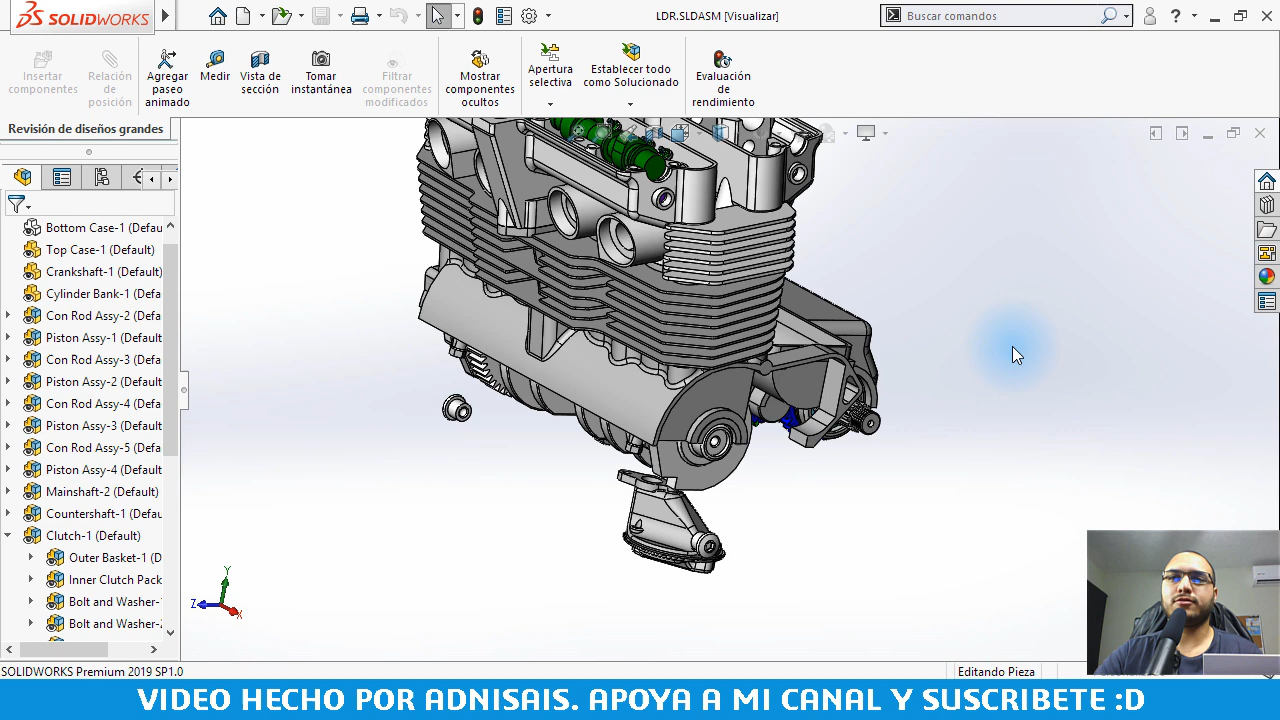 SOLIDWORKS
LDR.SLDASM [Visualizar]
Buscar comandos
Insertar componentes
Relación de posición
Agregar paseo animado
Medir
Vista de sección
Tomar instantánea
Filtrar componentes modificados
Mostrar componentes ocultos
Apertura selectiva
Establecer todo como Solucionado
Evaluación de rendimiento
Revisión de diseños grandes
Bottom Case-1 (Defau
Top Case-1 (Default)
Crankshaft-1 (Default)
Cylinder Bank-1 (Defa
Con Rod Assy-2 (Defau
Piston Assy-1 (Default
Con Rod Assy-3 (Defau
Piston Assy-2 (Default
Con Rod Assy-4 (Defau
Piston Assy-3 (Default
Con Rod Assy-5 (Defau
Piston Assy-4 (Default
Mainshaft-2 (Default)
Countershaft-1 (Defau
Clutch-1 (Default)
Outer Basket-1 (D
Inner Clutch Pack
Bolt and Washer-
Bolt and Washer-
Y
Z
X
SOLIDWORKS Premium 2019 SP1.0
Editando Pieza
VIDEO HECHO POR ADNISAIS. APOYA A MI CANAL Y SUSCRIBETE :D